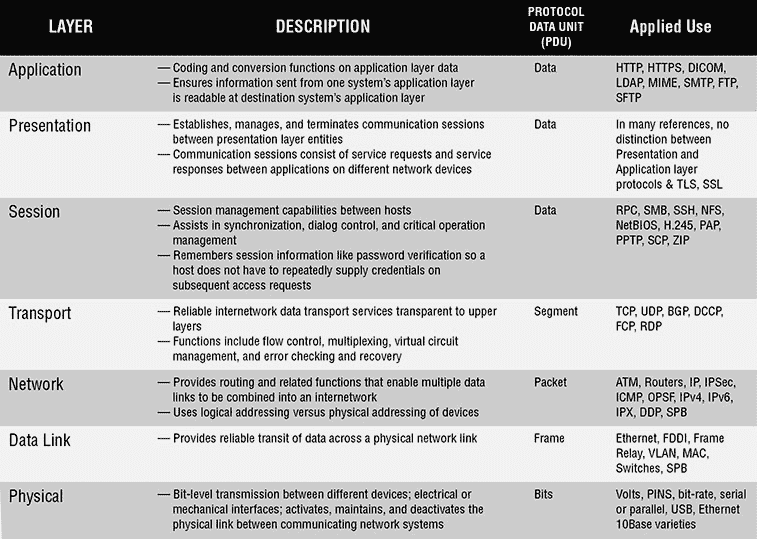 LAYER
DESCRIPTION
PROTOCOL
DATA UNIT
(PDU)
Applied Use
Application
— Coding and conversion functions on application layer data
— Ensures information sent from one system's application layer
is readable at destination system's application layer
Data
HTTP, HTTPS, DICOM,
LDAP, MIME, SMTP, FTP,
SFTP
Presentation
— Establishes, manages, and terminates communication sessions
between presentation layer entities
— Communication sessions consist of service requests and service
responses between applications on different network devices
Data
In many references, no
distinction between
Presentation and
Application layer
protocols & TLS, SSL
Session
— Session management capabilities between hosts
— Assists in synchronization, dialog control, and critical operation
management
— Remembers session information like password verification so a
host does not have to repeatedly supply credentials on
subsequent access requests
Data
RPC, SMB, SSH, NFS,
NetBIOS, H.245, PAP,
PPTP, SCP, ZIP
Transport
— Reliable internetwork data transport services transparent to upper
layers
— Functions include flow control, multiplexing, virtual circuit
management, and error checking and recovery
Segment
TCP, UDP, BGP, DCCP,
FCP, RDP
Network
— Provides routing and related functions that enable multiple data
links to be combined into an internetwork
— Uses logical addressing versus physical addressing of devices
Packet
ATM, Routers, IP, IPSec,
ICMP, OPSF, IPv4, IPv6,
IPX, DDP, SPB
Data Link
— Provides reliable transit of data across a physical network link
Frame
Ethernet, FDDI, Frame
Relay, VLAN, MAC,
Switches, SPB
Physical
— Bit-level transmission between different devices; electrical or
mechanical interfaces; activates, maintains, and deactivates the
physical link between communicating network systems
Bits
Volts, PINS, bit-rate, serial
or parallel, USB, Ethernet
10Base varieties